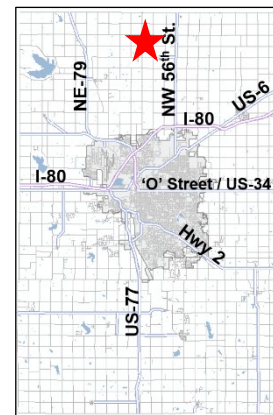 NE-79
NW 56th St.
US-6
I-80
I-80
'O' Street / US-34
Hwy 2
US-77